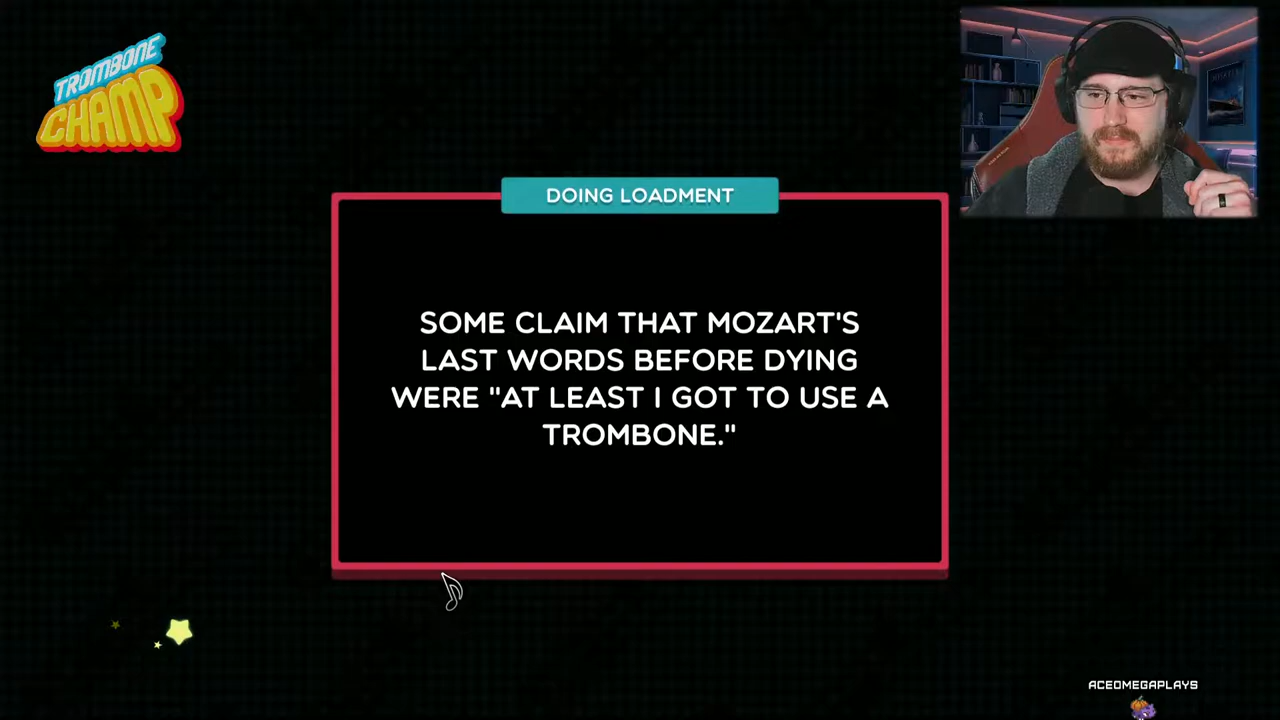 TROMBONE
CHAMP
DOING LOADMENT
SOME CLAIM THAT MOZART'S
LAST WORDS BEFORE DYING
WERE "AT LEAST I GOT TO USE A
TROMBONE."
ACEOMEGAPLAYS